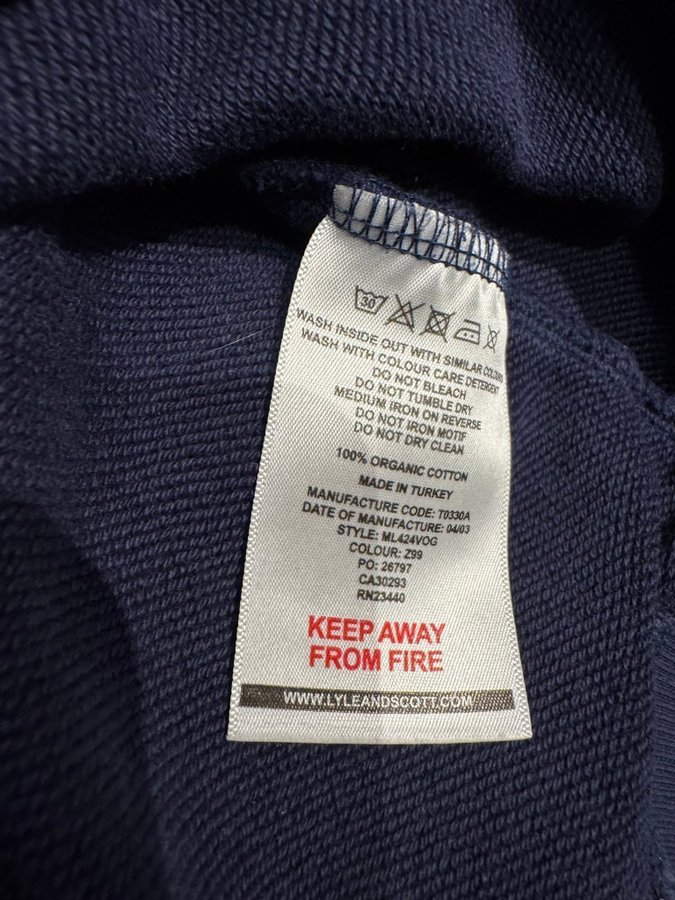 30
WASH INSIDE OUT WITH SIMILAR COLOURS
WASH WITH COLOUR CARE DETERGENT
DO NOT BLEACH
DO NOT TUMBLE DRY
MEDIUM IRON ON REVERSE
DO NOT IRON MOTIF
DO NOT DRY CLEAN
100% ORGANIC COTTON
MADE IN TURKEY
MANUFACTURE CODE: T0330A
DATE OF MANUFACTURE: 04/03
STYLE: ML424VOG
COLOUR: Z99
PO: 26797
CA30293
RN23440
KEEP AWAY
FROM FIRE
WWW.LYLEANDSCOTT.COM